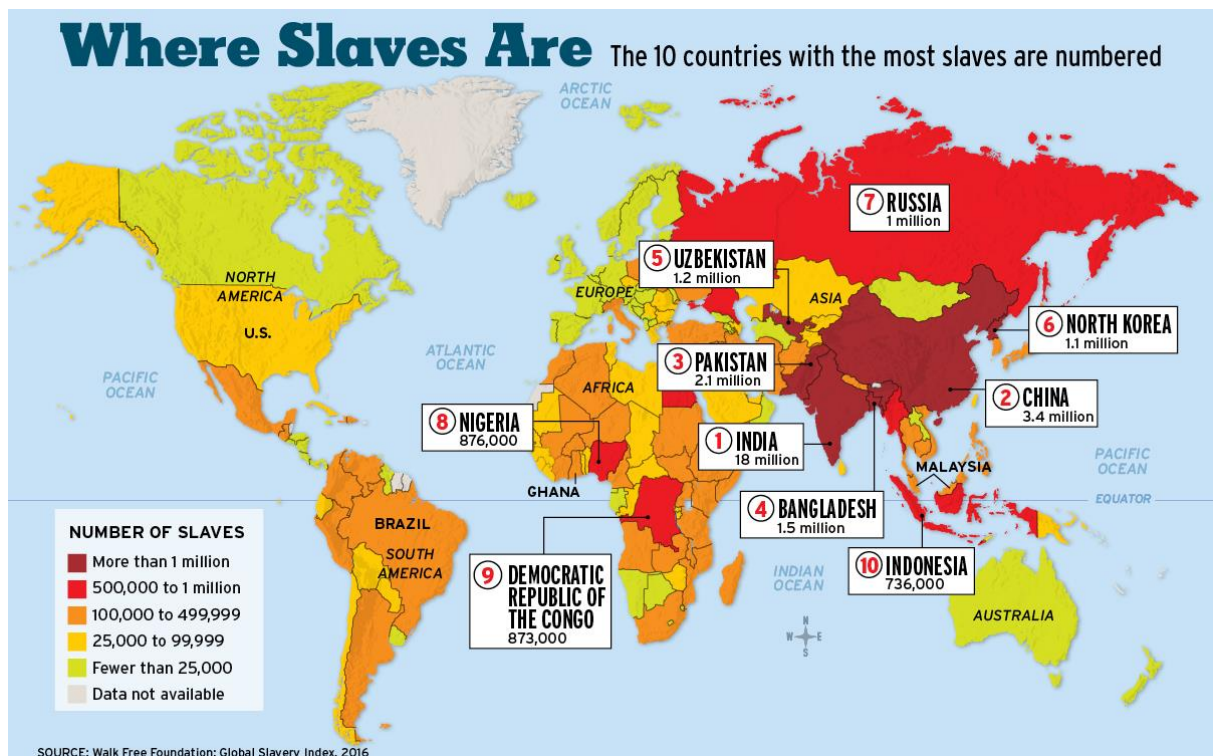 Where Slaves Are The 10 countries with the most slaves are numbered
ARCTIC
OCEAN
7 RUSSIA
1 million
5 UZBEKISTAN
1.2 million
NORTH
AMERICA
EUROPE
ASIA
U.S.
6 NORTH KOREA
1.1 million
ATLANTIC
OCEAN
3 PAKISTAN
2.1 million
PACIFIC
OCEAN
AFRICA
2 CHINA
3.4 million
8 NIGERIA
876,000
1 INDIA
18 million
PACIFIC
OCEAN
MALAYSIA
GHANA
EQUATOR
4 BANGLADESH
1.5 million
BRAZIL
SOUTH
AMERICA
10 INDONESIA
736,000
9 DEMOCRATIC
REPUBLIC OF
THE CONGO
873,000
INDIAN
OCEAN
AUSTRALIA
N
W E
S
NUMBER OF SLAVES
More than 1 million
500,000 to 1 million
100,000 to 499,999
25,000 to 99,999
Fewer than 25,000
Data not available
SOURCE: Walk Free Foundation: Global Slavery Index, 2016